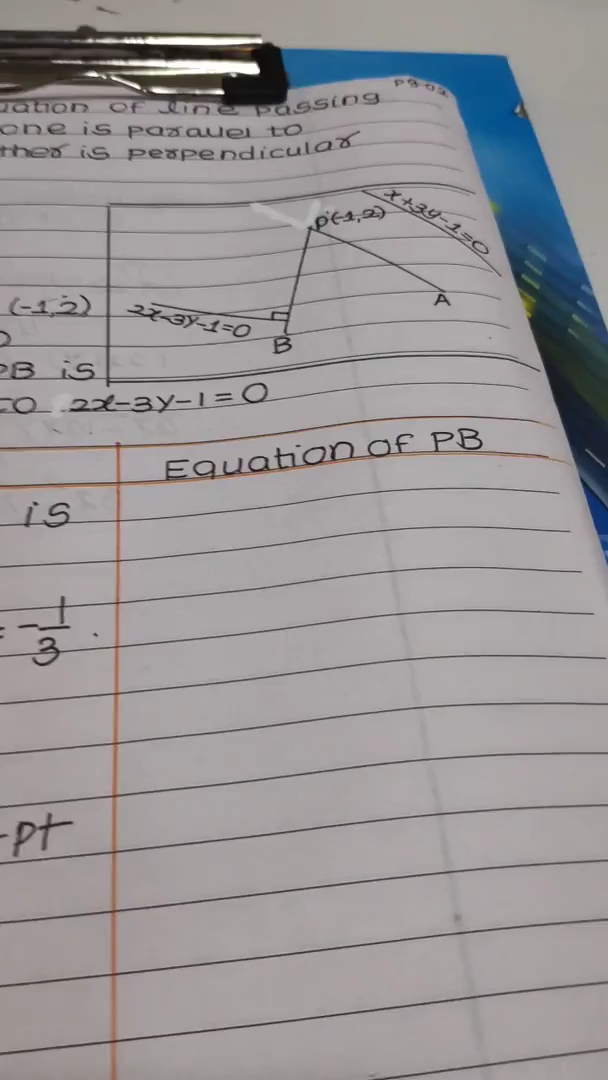 Pg-02
uation of line passing
one is parallel to
ther is perpendicular
x+3y-1=0
P(-1,2)
A
(-1,2)
2x-3y-1=0
B
PB is
=0 2x-3y-1=0
Equation of PB
is
= -1/3.
-pt